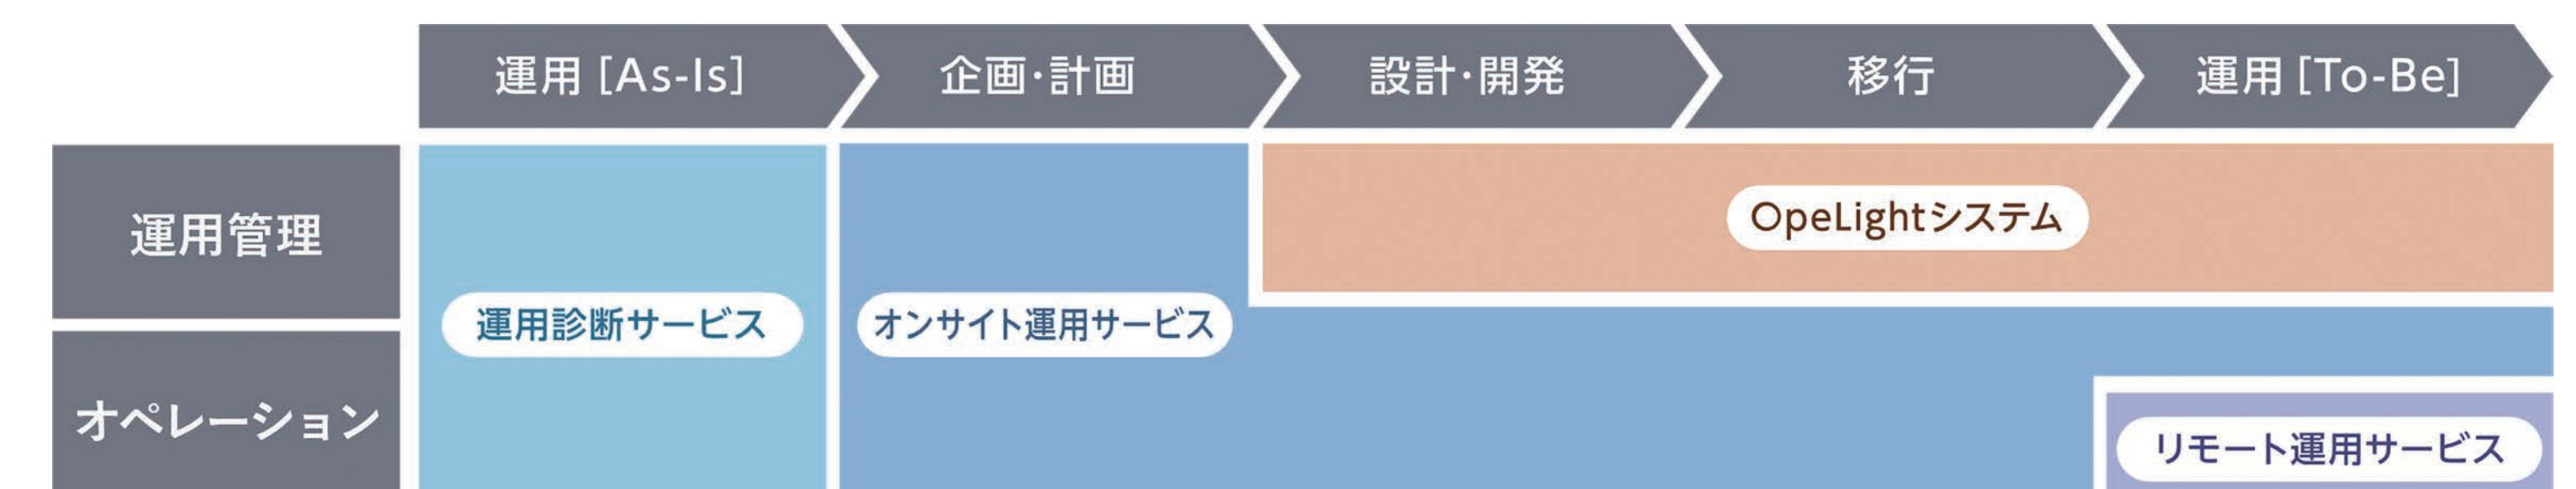 運用[As-Is]
企画・計画
設計・開発
移行
運用[To-Be]
運用管理
OpeLightシステム
運用診断サービス
オンサイト運用サービス
オペレーション
リモート運用サービス